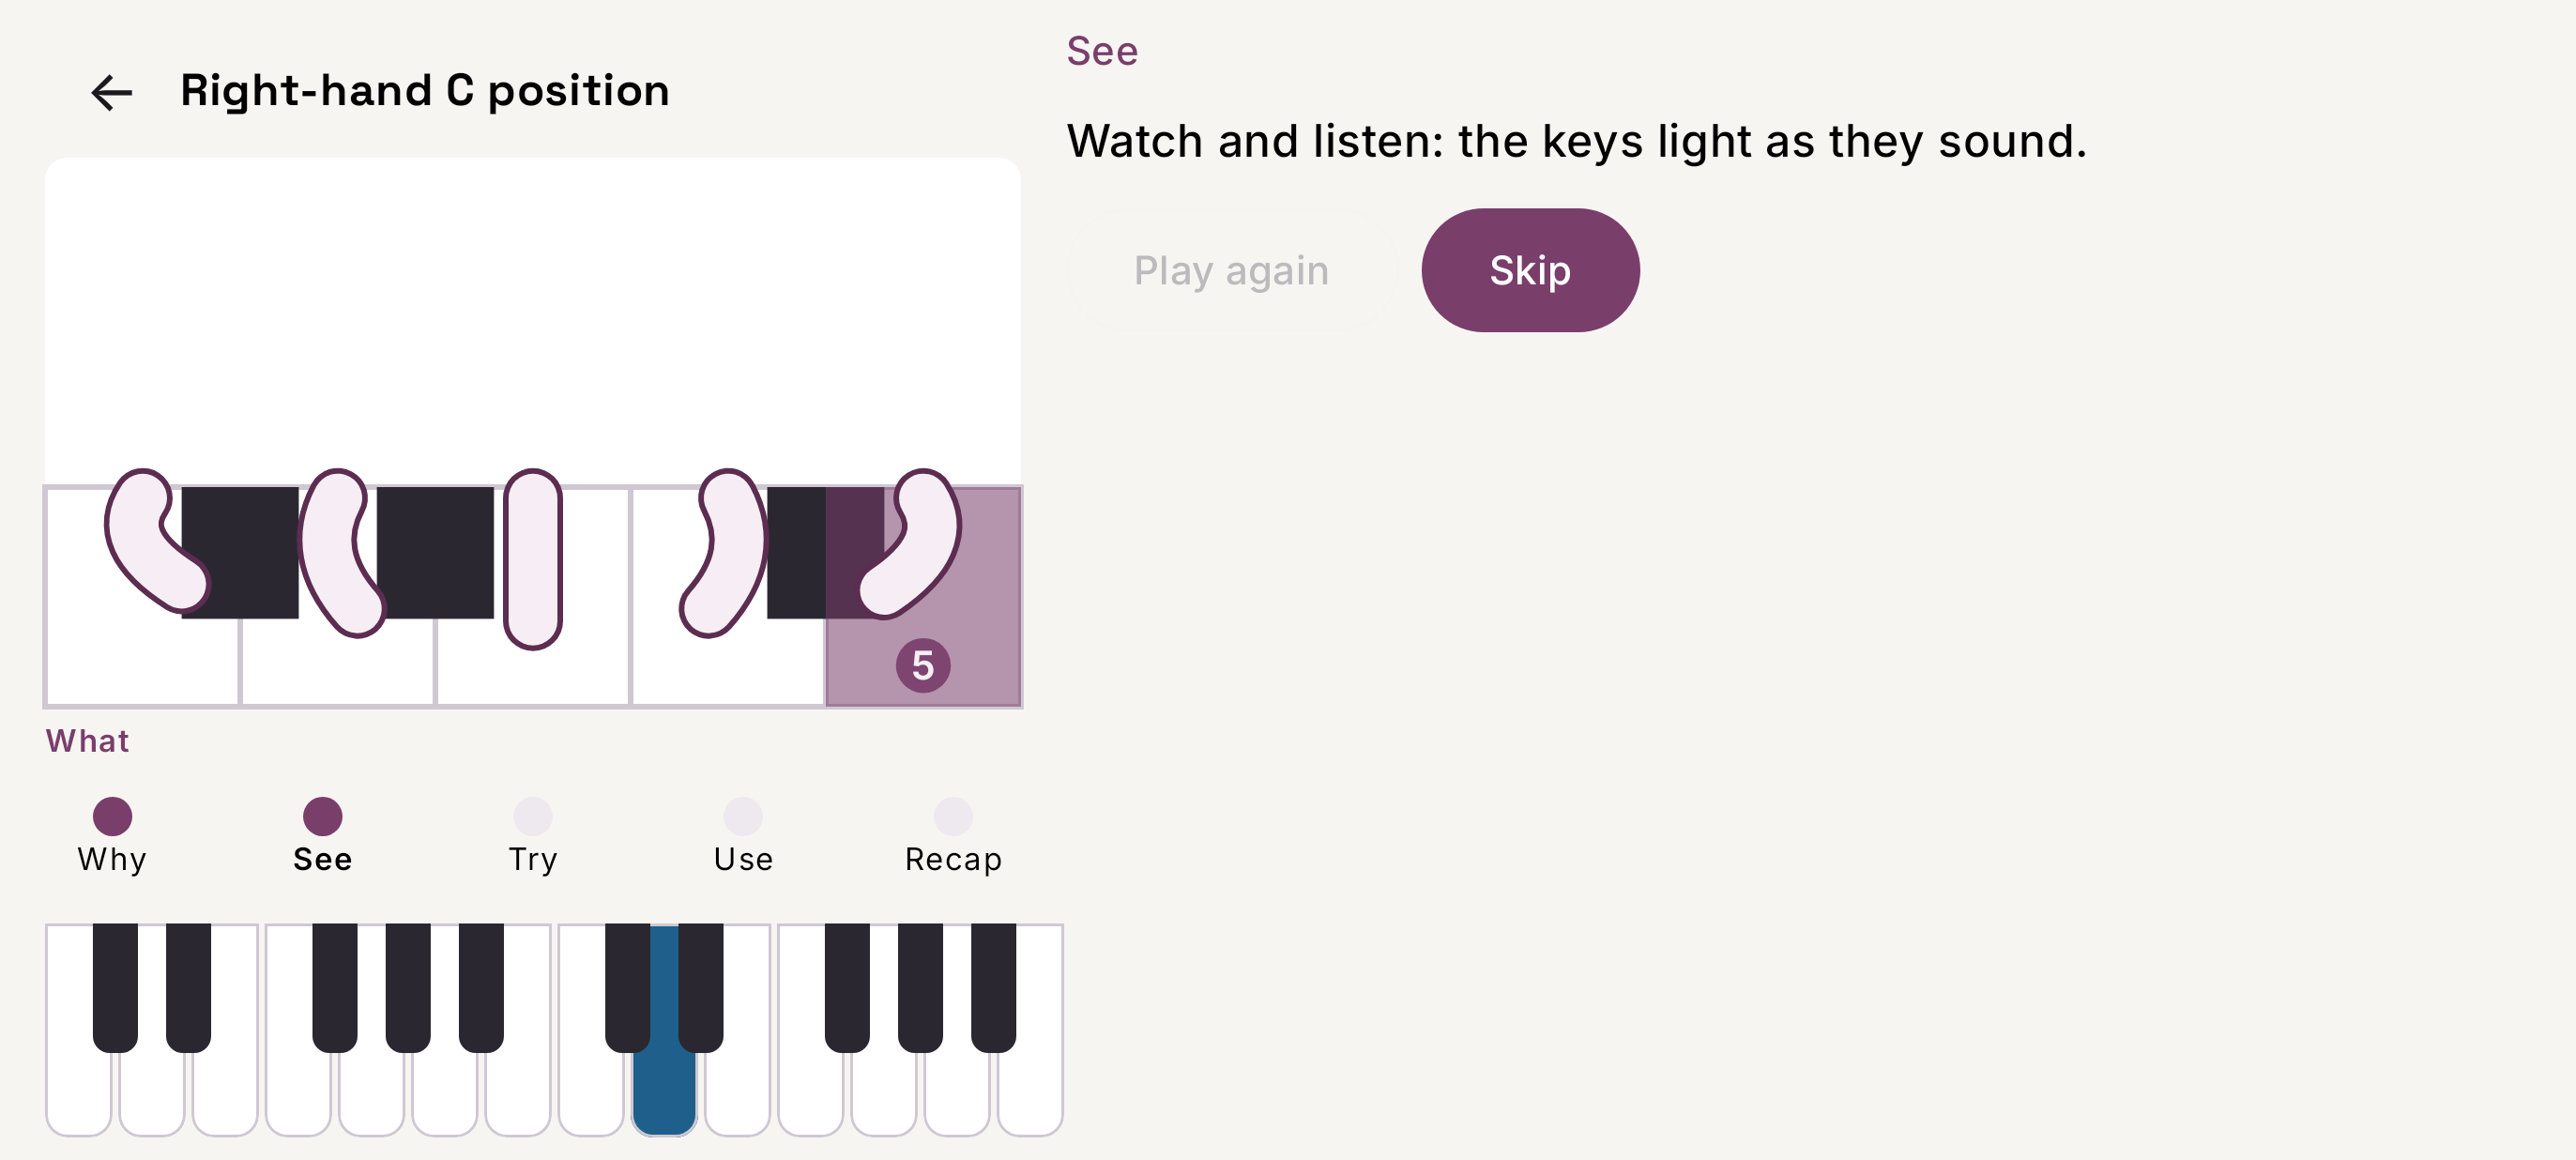 Right-hand C position
5
What
Why
See
Try
Use
Recap
See
Watch and listen: the keys light as they sound.
Play again
Skip